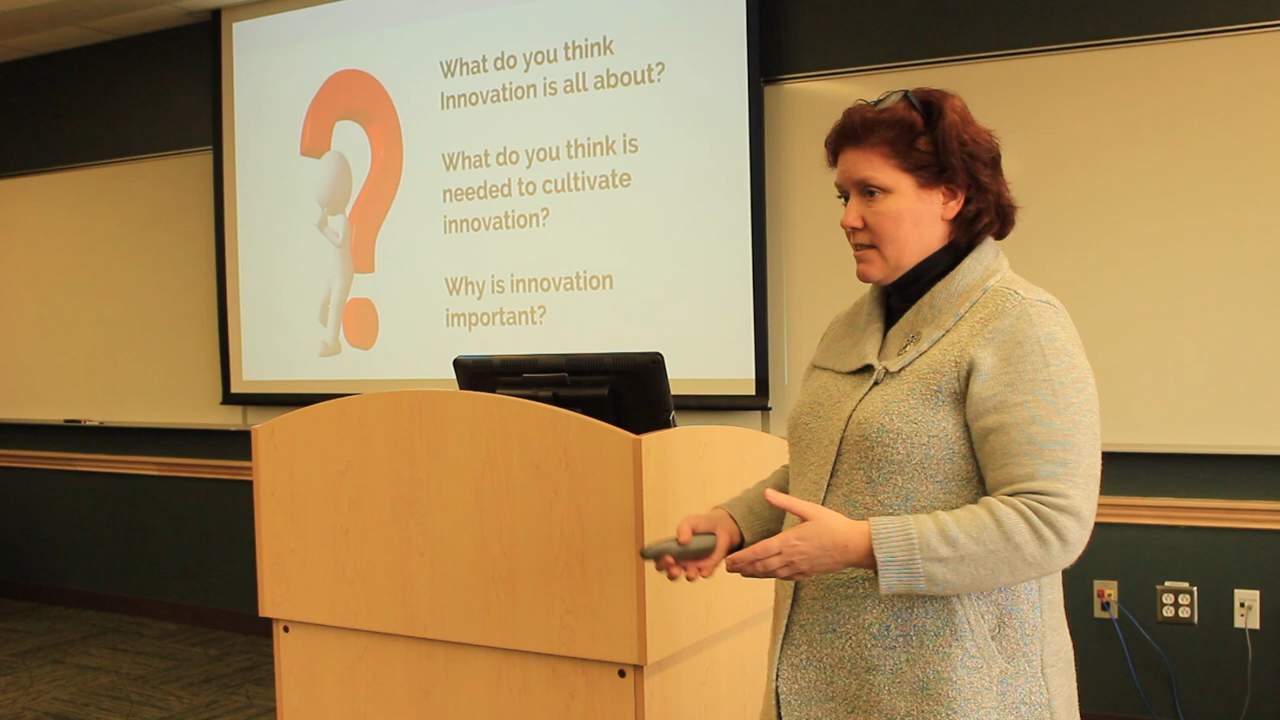 What do you think
Innovation is all about?
What do you think is
needed to cultivate
innovation?
Why is innovation
important?